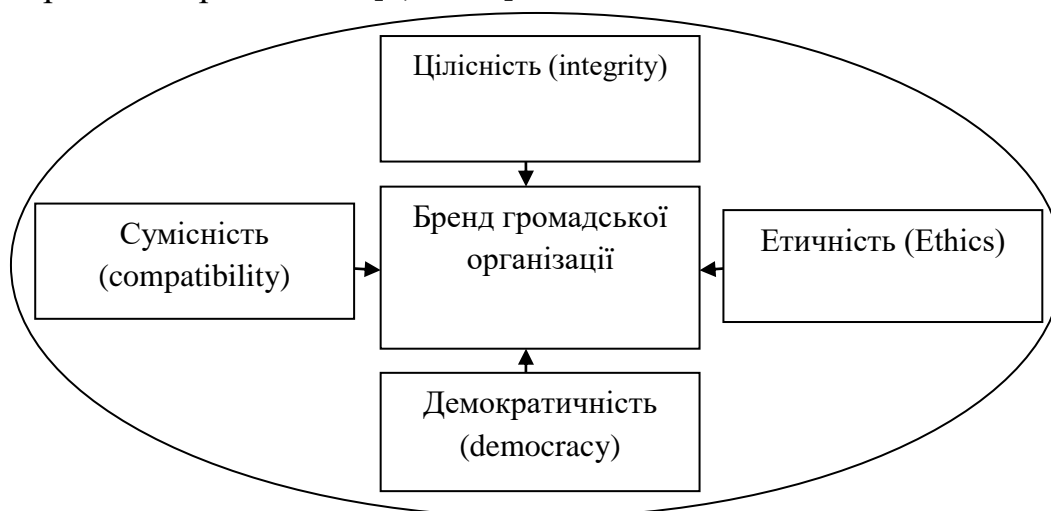 Цілісність (integrity)
Сумісність
(compatibility)
Бренд громадської
організації
Етичність (Ethics)
Демократичність
(democracy)